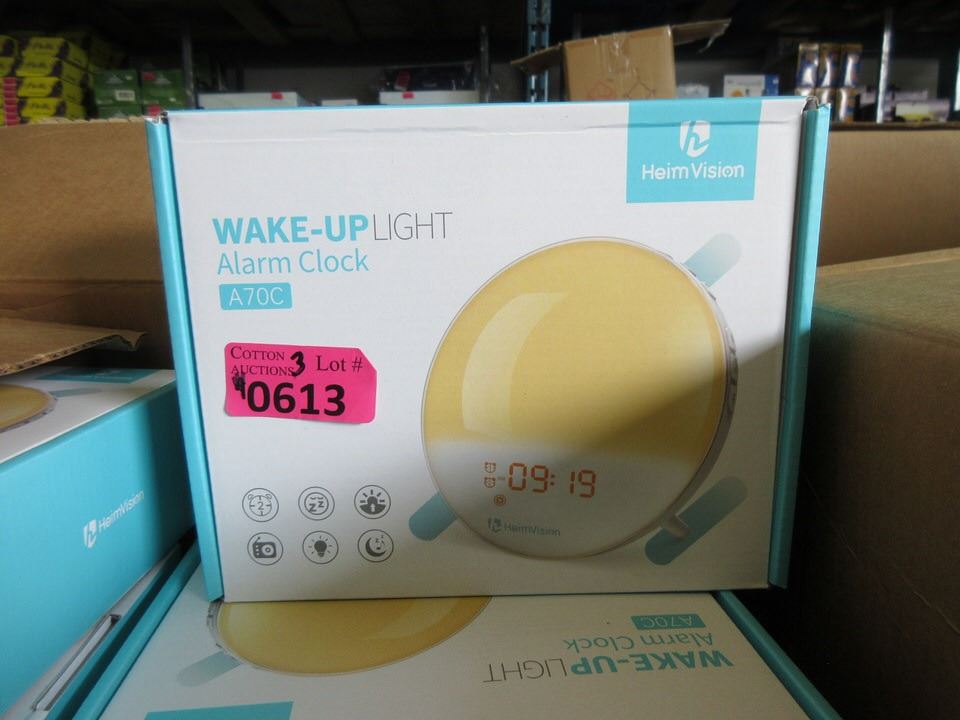 HeimVision
WAKE-UP LIGHT
Alarm Clock
A70C
COTTON 3 Lot #
AUCTIONS
0613
09:19
HeimVision
2
z z z
HeimVision
A70C
Alarm Clock
WAKE-UP LIGHT